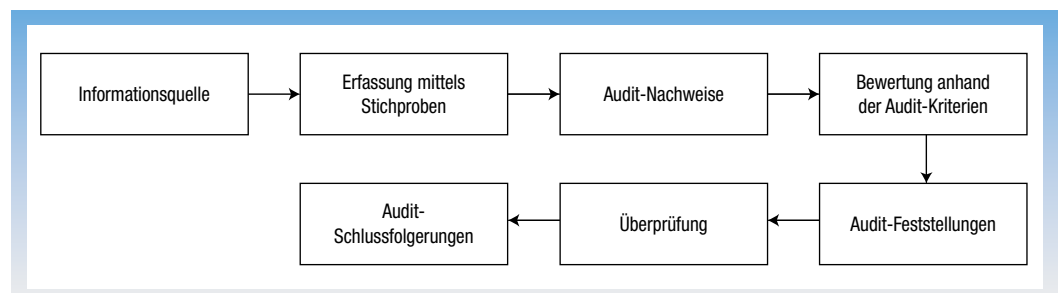 Informationsquelle
Erfassung mittels
Stichproben
Audit-Nachweise
Bewertung anhand
der Audit-Kriterien
Audit-Feststellungen
Überprüfung
Audit-
Schlussfolgerungen